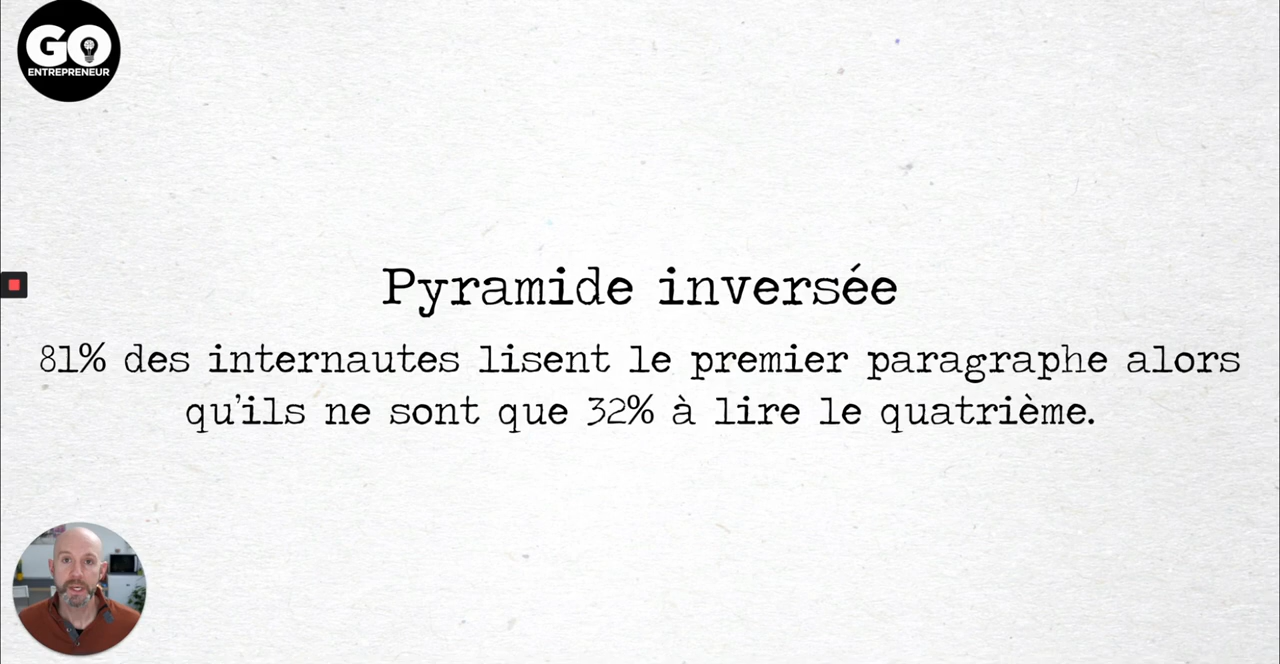 GO
ENTREPRENEUR
Pyramide inversée
81% des internautes lisent le premier paragraphe alors
qu'ils ne sont que 32% à lire le quatrième.